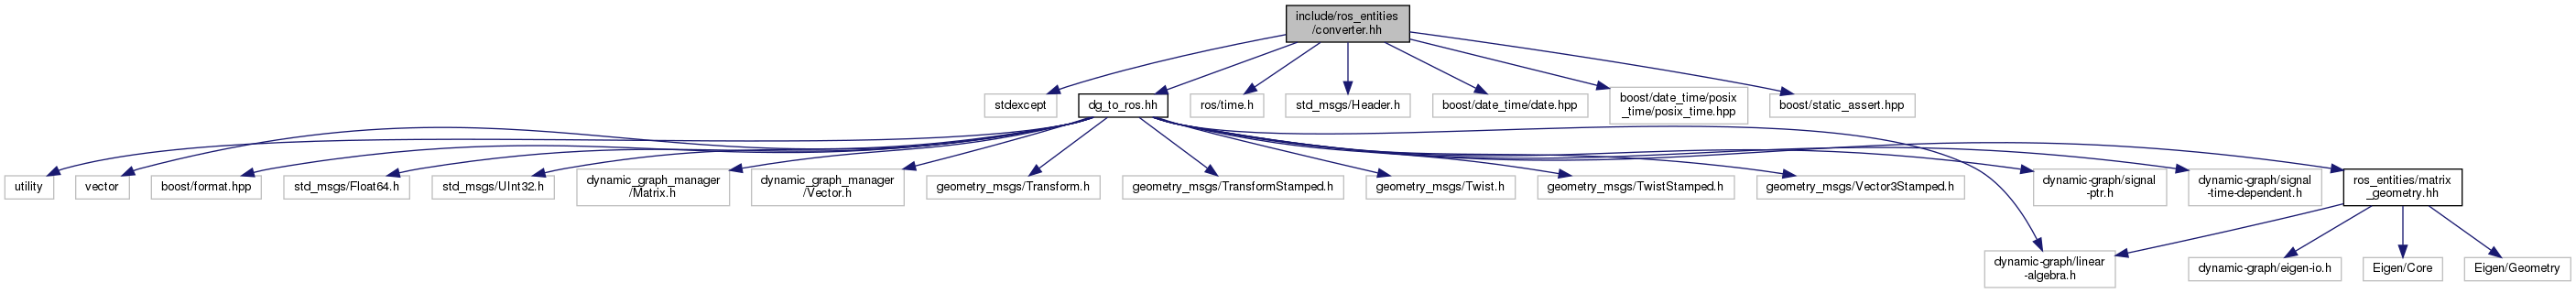 include/ros_entities
/converter.hh
stdexcept
dg_to_ros.hh
ros/time.h
std_msgs/Header.h
boost/date_time/date.hpp
boost/date_time/posix
_time/posix_time.hpp
boost/static_assert.hpp
utility
vector
boost/format.hpp
std_msgs/Float64.h
std_msgs/UInt32.h
dynamic_graph_manager
/Matrix.h
dynamic_graph_manager
/Vector.h
geometry_msgs/Transform.h
geometry_msgs/TransformStamped.h
geometry_msgs/Twist.h
geometry_msgs/TwistStamped.h
geometry_msgs/Vector3Stamped.h
dynamic-graph/signal
-ptr.h
dynamic-graph/signal
-time-dependent.h
ros_entities/matrix
_geometry.hh
dynamic-graph/linear
-algebra.h
dynamic-graph/eigen-io.h
Eigen/Core
Eigen/Geometry